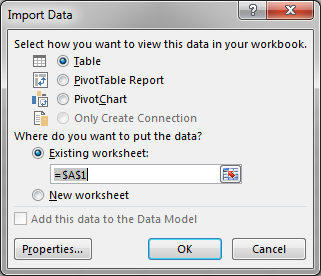 Import Data
?
Select how you want to view this data in your workbook.
Table
PivotTable Report
PivotChart
Only Create Connection
Where do you want to put the data?
Existing worksheet:
=$A$1
New worksheet
Add this data to the Data Model
Properties...
OK
Cancel